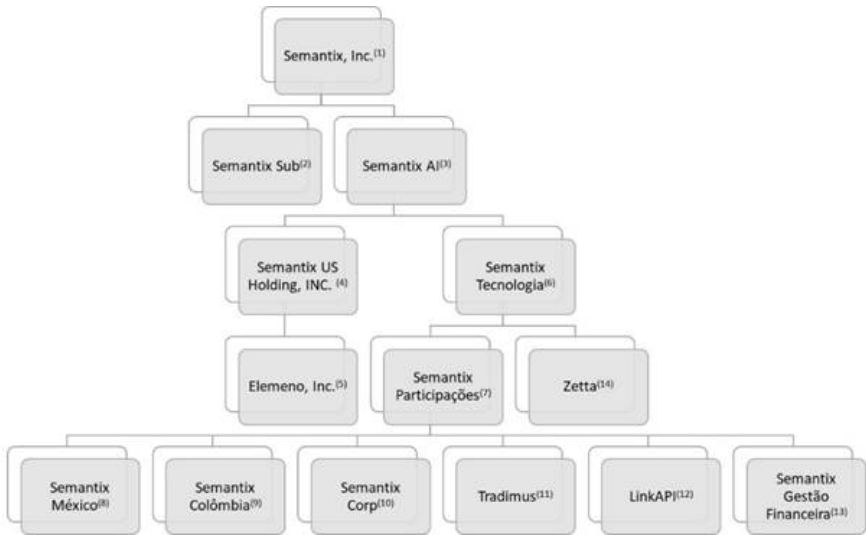 Semantix, Inc.(1)
Semantix Sub(2)
Semantix AI(3)
Semantix US
Holding, INC. (4)
Semantix
Tecnologia(6)
Elemeno, Inc.(5)
Semantix
Participações(7)
Zetta(14)
Semantix
México(8)
Semantix
Colômbia(9)
Semantix
Corp(10)
Tradimus(11)
LinkAPI(12)
Semantix
Gestão
Financeira(13)